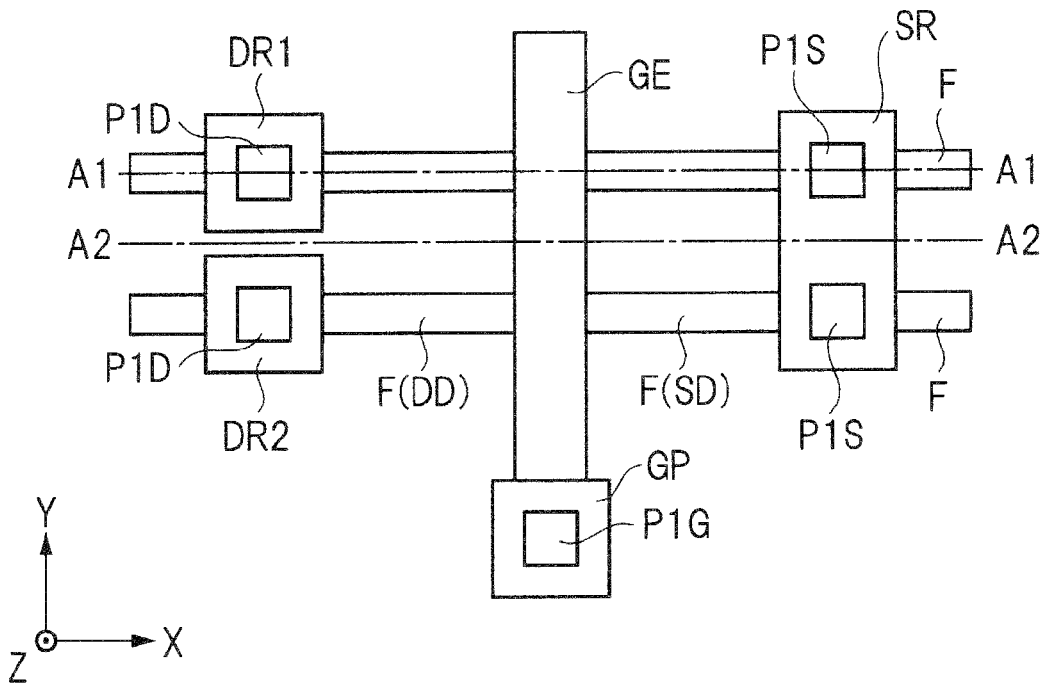 SR
DR1
P1S
GE
F
P1D
A1
A1
A2
A2
P1D
F(DD)
F(SD)
F
DR2
P1S
GP
Y
P1G
X
Z